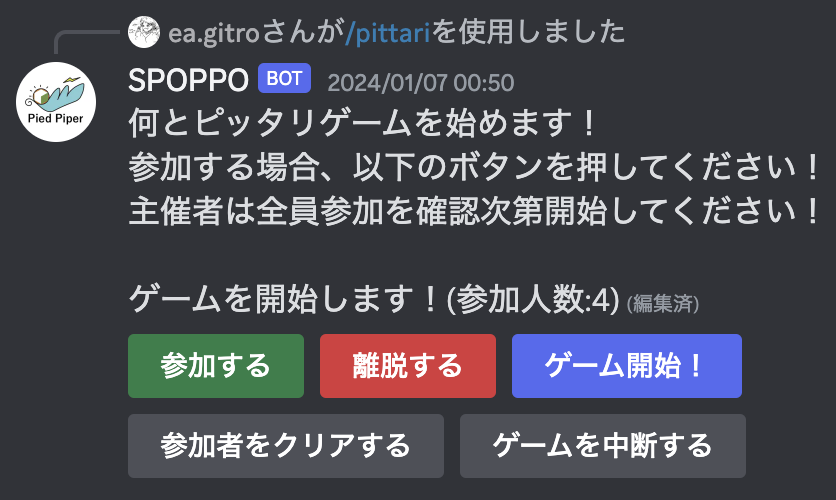 ea.gitroさんが/pittariを使用しました
Pied Piper
SPOPPO BOT 2024/01/07 00:50
何とピッタリゲームを始めます！
参加する場合、以下のボタンを押してください！
主催者は全員参加を確認次第開始してください！
ゲームを開始します！(参加人数:4) (編集済)
参加する 離脱する ゲーム開始！
参加者をクリアする ゲームを中断する